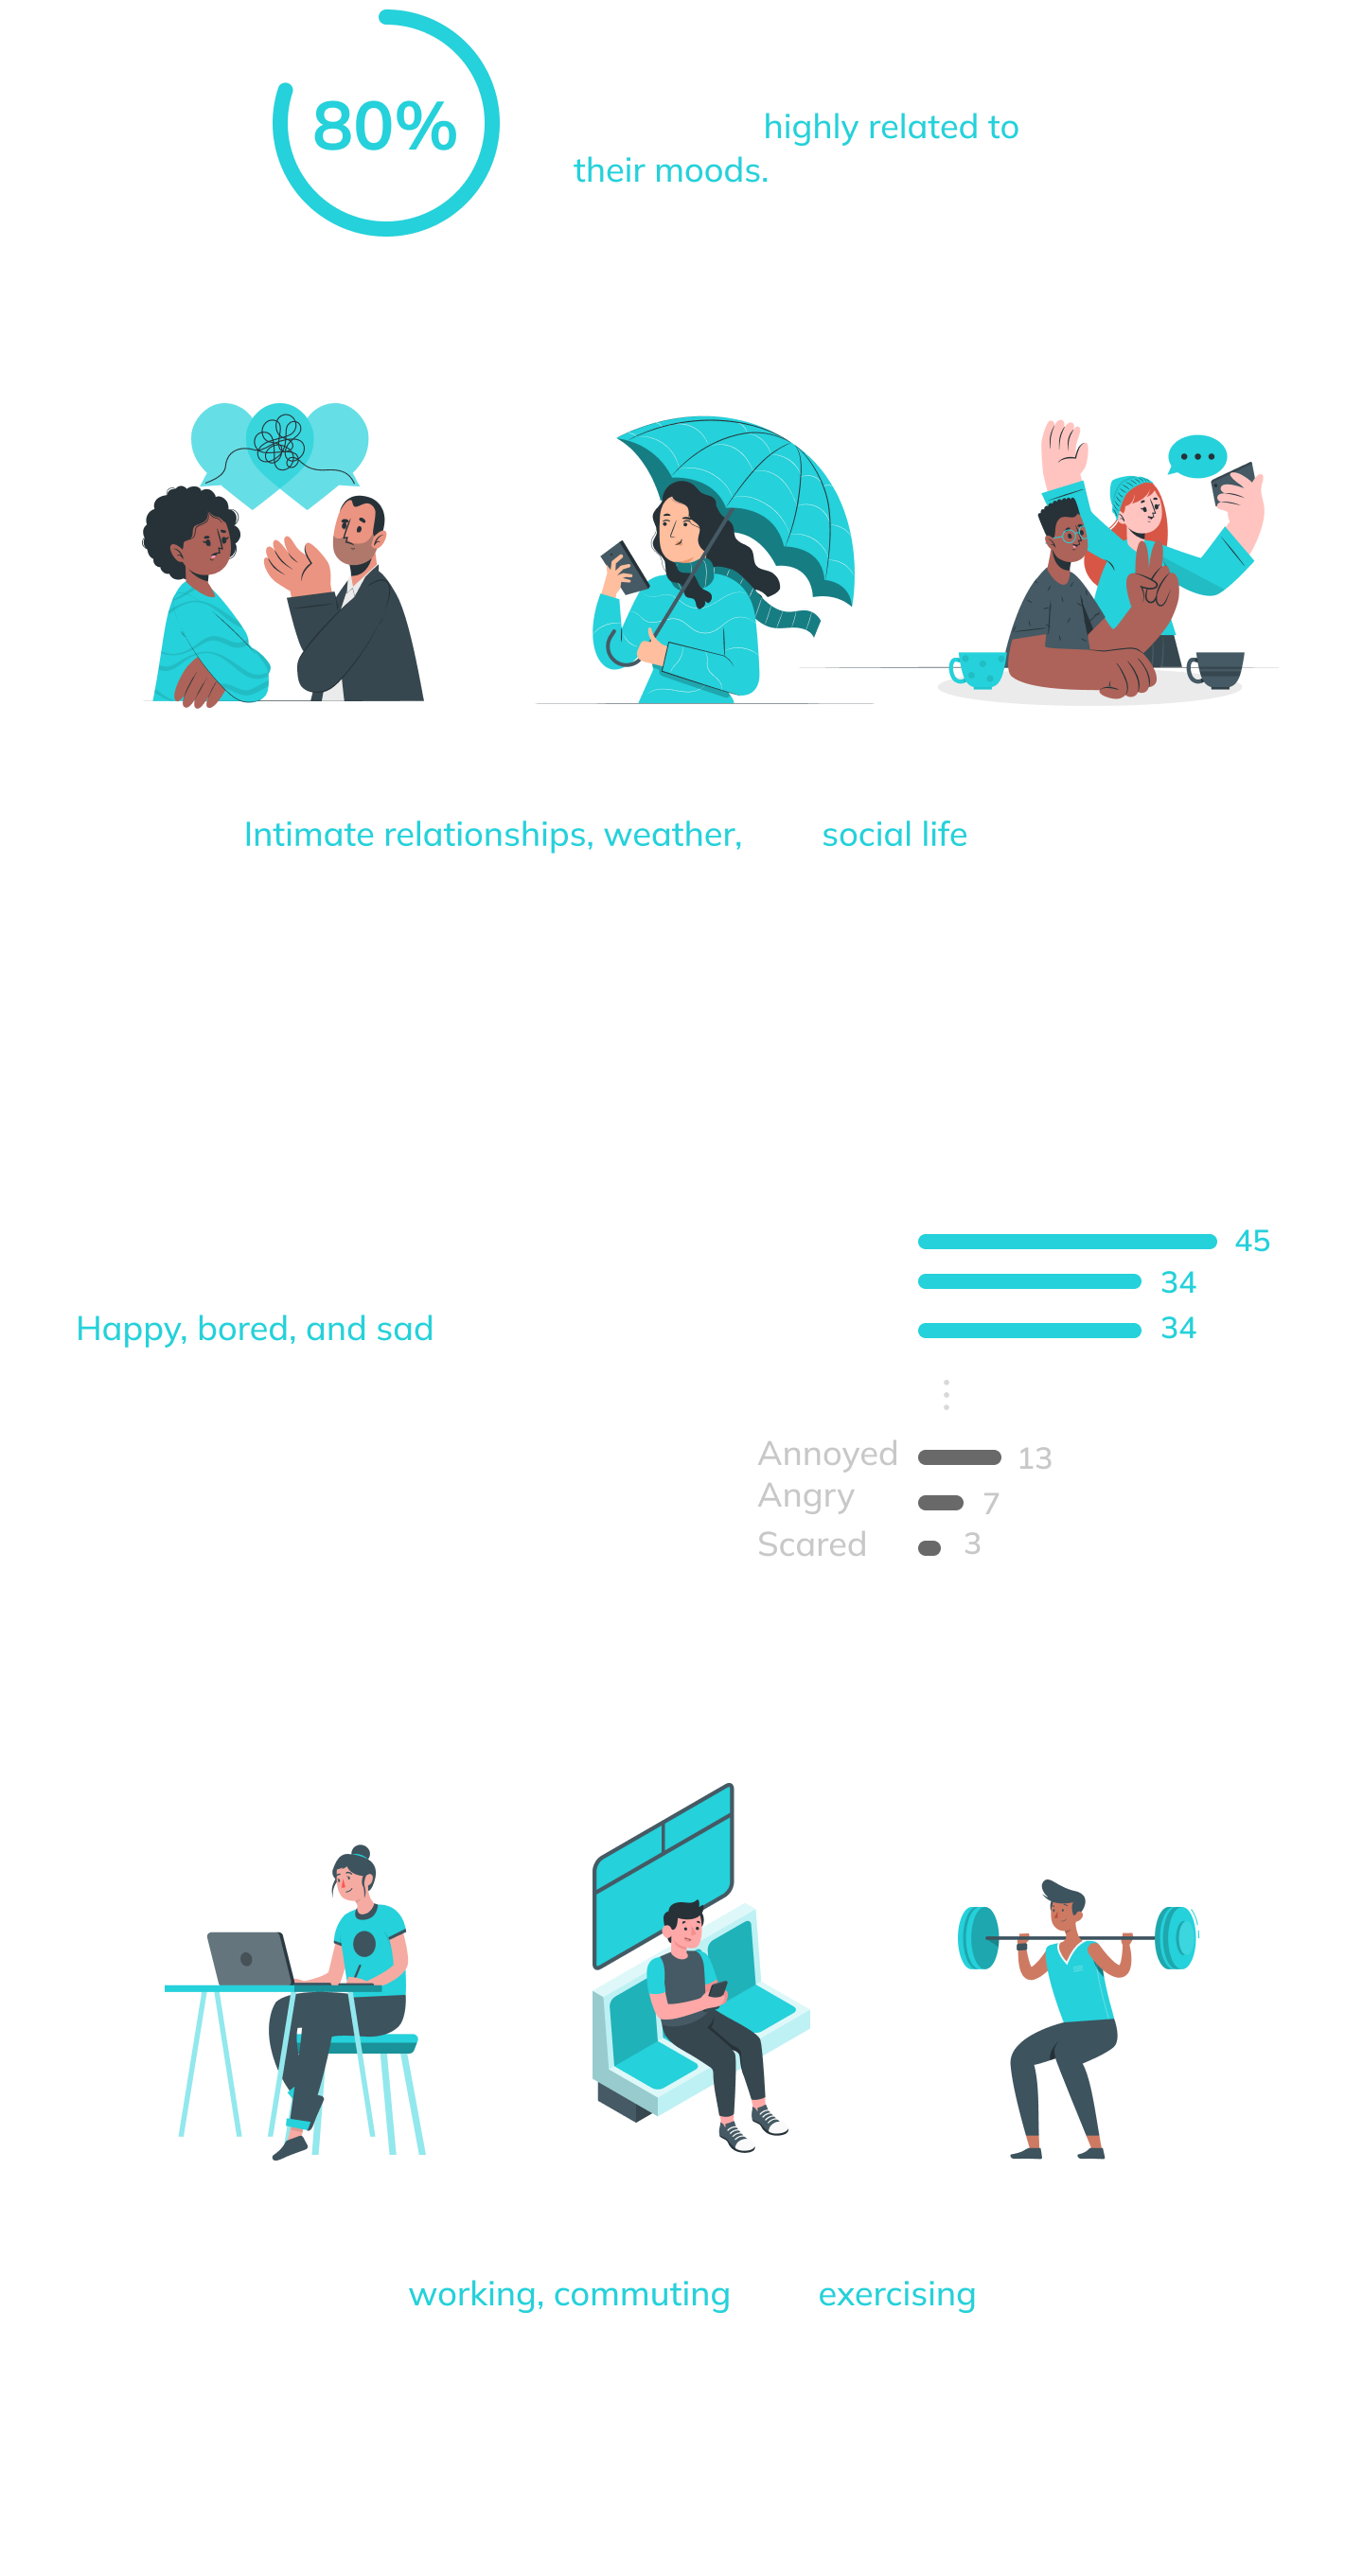 80%
highly related to
their moods.
Intimate relationships, weather, social life
45
34
Happy, bored, and sad
34
Annoyed 13
Angry 7
Scared 3
working, commuting exercising